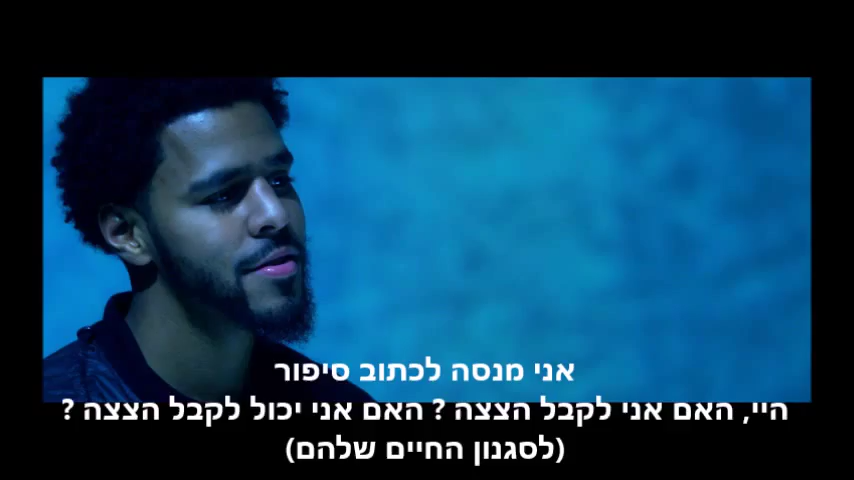 אני מנסה לכתוב סיפור
היי, האם אני לקבל הצצה ? האם אני יכול לקבל הצצה ?
(לסגנון החיים שלהם)